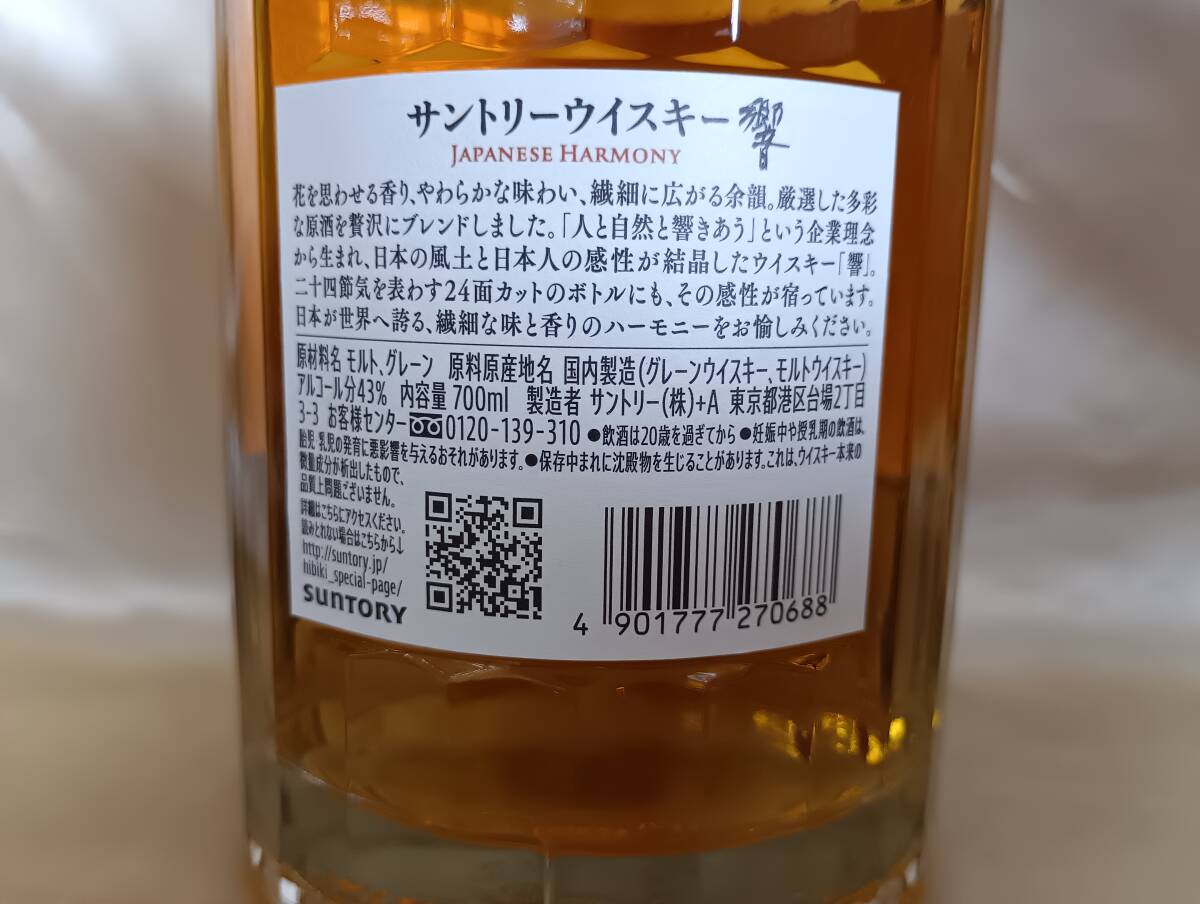 サントリーウイスキー響
JAPANESE HARMONY
花を思わせる香り、やわらかな味わい、繊細に広がる余韻。厳選した多彩
な原酒を贅沢にブレンドしました。「人と自然と響きあう」という企業理念
から生まれ、日本の風土と日本人の感性が結晶したウイスキー「響」。
二十四節気を表わす24面カットのボトルにも、その感性が宿っています。
日本が世界へ誇る、繊細な味と香りのハーモニーをお愉しみください。
原材料名 モルト、グレーン 原料原産地名 国内製造(グレーンウイスキー、モルトウイスキー)
アルコール分43% 内容量 700ml 製造者 サントリー(株)+A 東京都港区台場2丁目
3-3 お客様センター 0120-139-310 ●飲酒は20歳を過ぎてから ●妊娠中や授乳期の飲酒は、
胎児・乳児の発育に悪影響を与えるおそれがあります。●保存中まれに沈殿物を生じることがあります。これは、ウイスキー本来の
微量成分が析出したもので、
品質上問題ございません。
詳細はこちらにアクセスください。
読みとれない場合はこちらから↓
http://suntory.jp/
hibiki_special-page/
SUNTORY
4 901777 270688